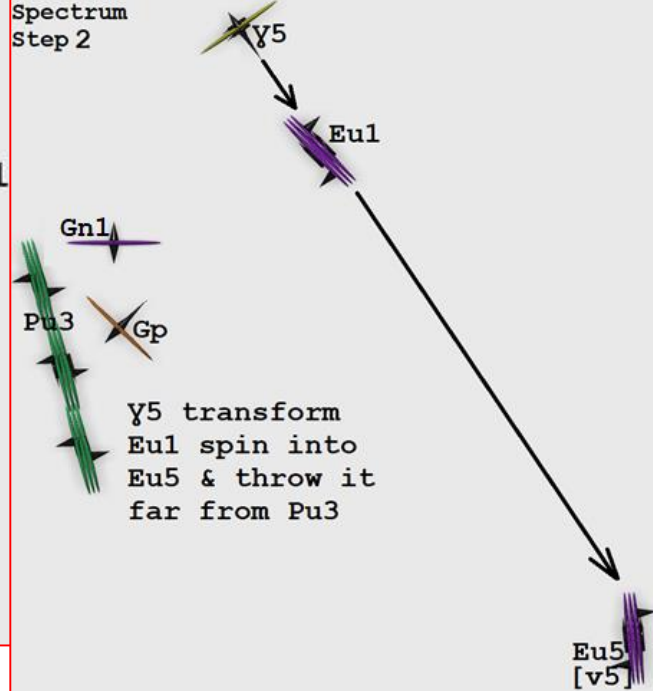 Spectrum
Step 2
Ɣ5
Eu1
Gn1
Pu3
Gp
Ɣ5 transform
Eu1 spin into
Eu5 & throw it
far from Pu3
Eu5
[v5]